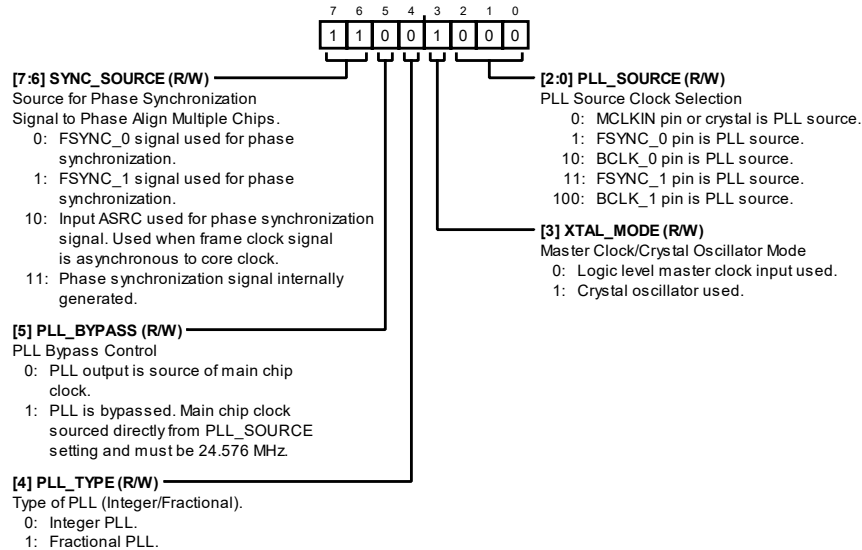 7 6 5 4 3 2 1 0
1 1 0 0 1 0 0 0
[7:6] SYNC_SOURCE (R/W)
Source for Phase Synchronization
Signal to Phase Align Multiple Chips.
0: FSYNC_0 signal used for phase
synchronization.
1: FSYNC_1 signal used for phase
synchronization.
10: Input ASRC used for phase synchronization
signal. Used when frame clock signal
is asynchronous to core clock.
11: Phase synchronization signal internally
generated.
[5] PLL_BYPASS (R/W)
PLL Bypass Control
0: PLL output is source of main chip
clock.
1: PLL is bypassed. Main chip clock
sourced directly from PLL_SOURCE
setting and must be 24.576 MHz.
[4] PLL_TYPE (R/W)
Type of PLL (Integer/Fractional).
0: Integer PLL.
1: Fractional PLL.
[2:0] PLL_SOURCE (R/W)
PLL Source Clock Selection
0: MCLKIN pin or crystal is PLL source.
1: FSYNC_0 pin is PLL source.
10: BCLK_0 pin is PLL source.
11: FSYNC_1 pin is PLL source.
100: BCLK_1 pin is PLL source.
[3] XTAL_MODE (R/W)
Master Clock/Crystal Oscillator Mode
0: Logic level master clock input used.
1: Crystal oscillator used.